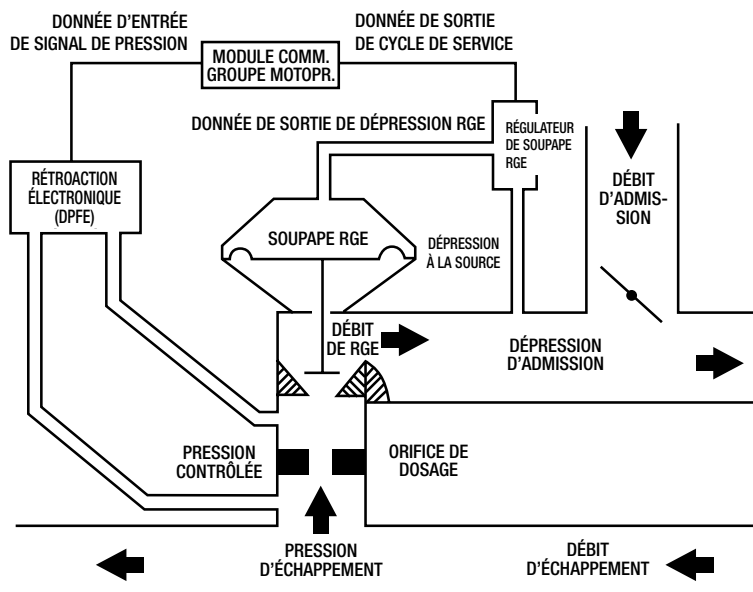 DONNÉE D'ENTRÉE
DE SIGNAL DE PRESSION
MODULE COMM.
GROUPE MOTOPR.
DONNÉE DE SORTIE
DE CYCLE DE SERVICE
DONNÉE DE SORTIE DE DÉPRESSION RGE
RÉGULATEUR
DE SOUPAPE
RGE
RÉTROACTION
ÉLECTRONIQUE
(DPFE)
DÉBIT
D'ADMIS-
SION
SOUPAPE RGE
DÉPRESSION
À LA SOURCE
DÉBIT
DE RGE
DÉPRESSION
D'ADMISSION
PRESSION
CONTRÔLÉE
ORIFICE DE
DOSAGE
PRESSION
D'ÉCHAPPEMENT
DÉBIT
D'ÉCHAPPEMENT